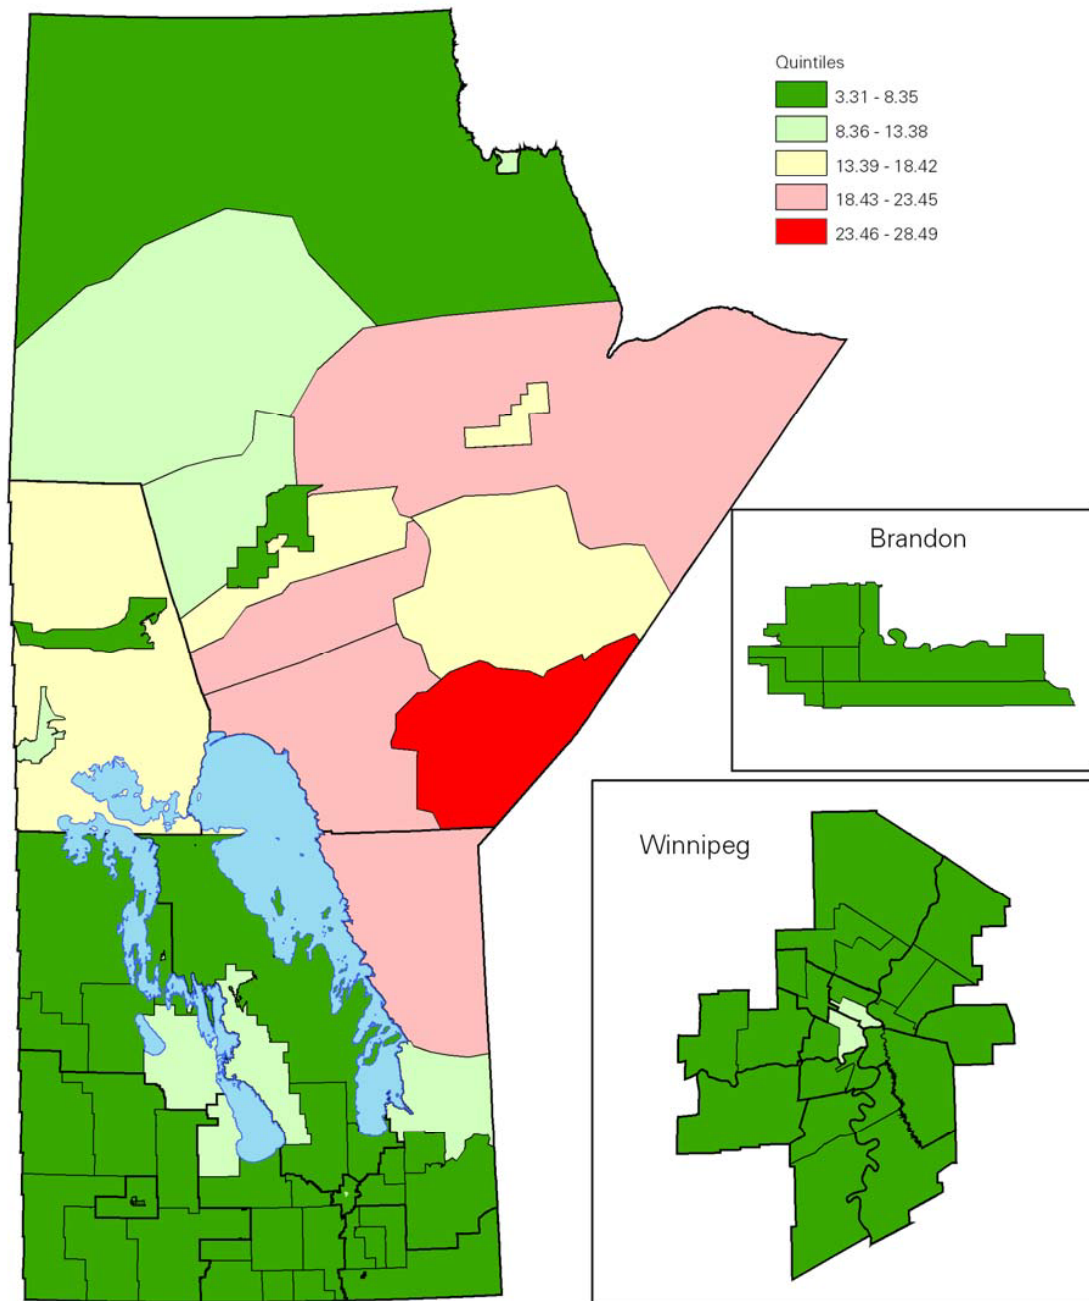 Quintiles
3.31 - 8.35
8.36 - 13.38
13.39 - 18.42
18.43 - 23.45
23.46 - 28.49
Brandon
Winnipeg